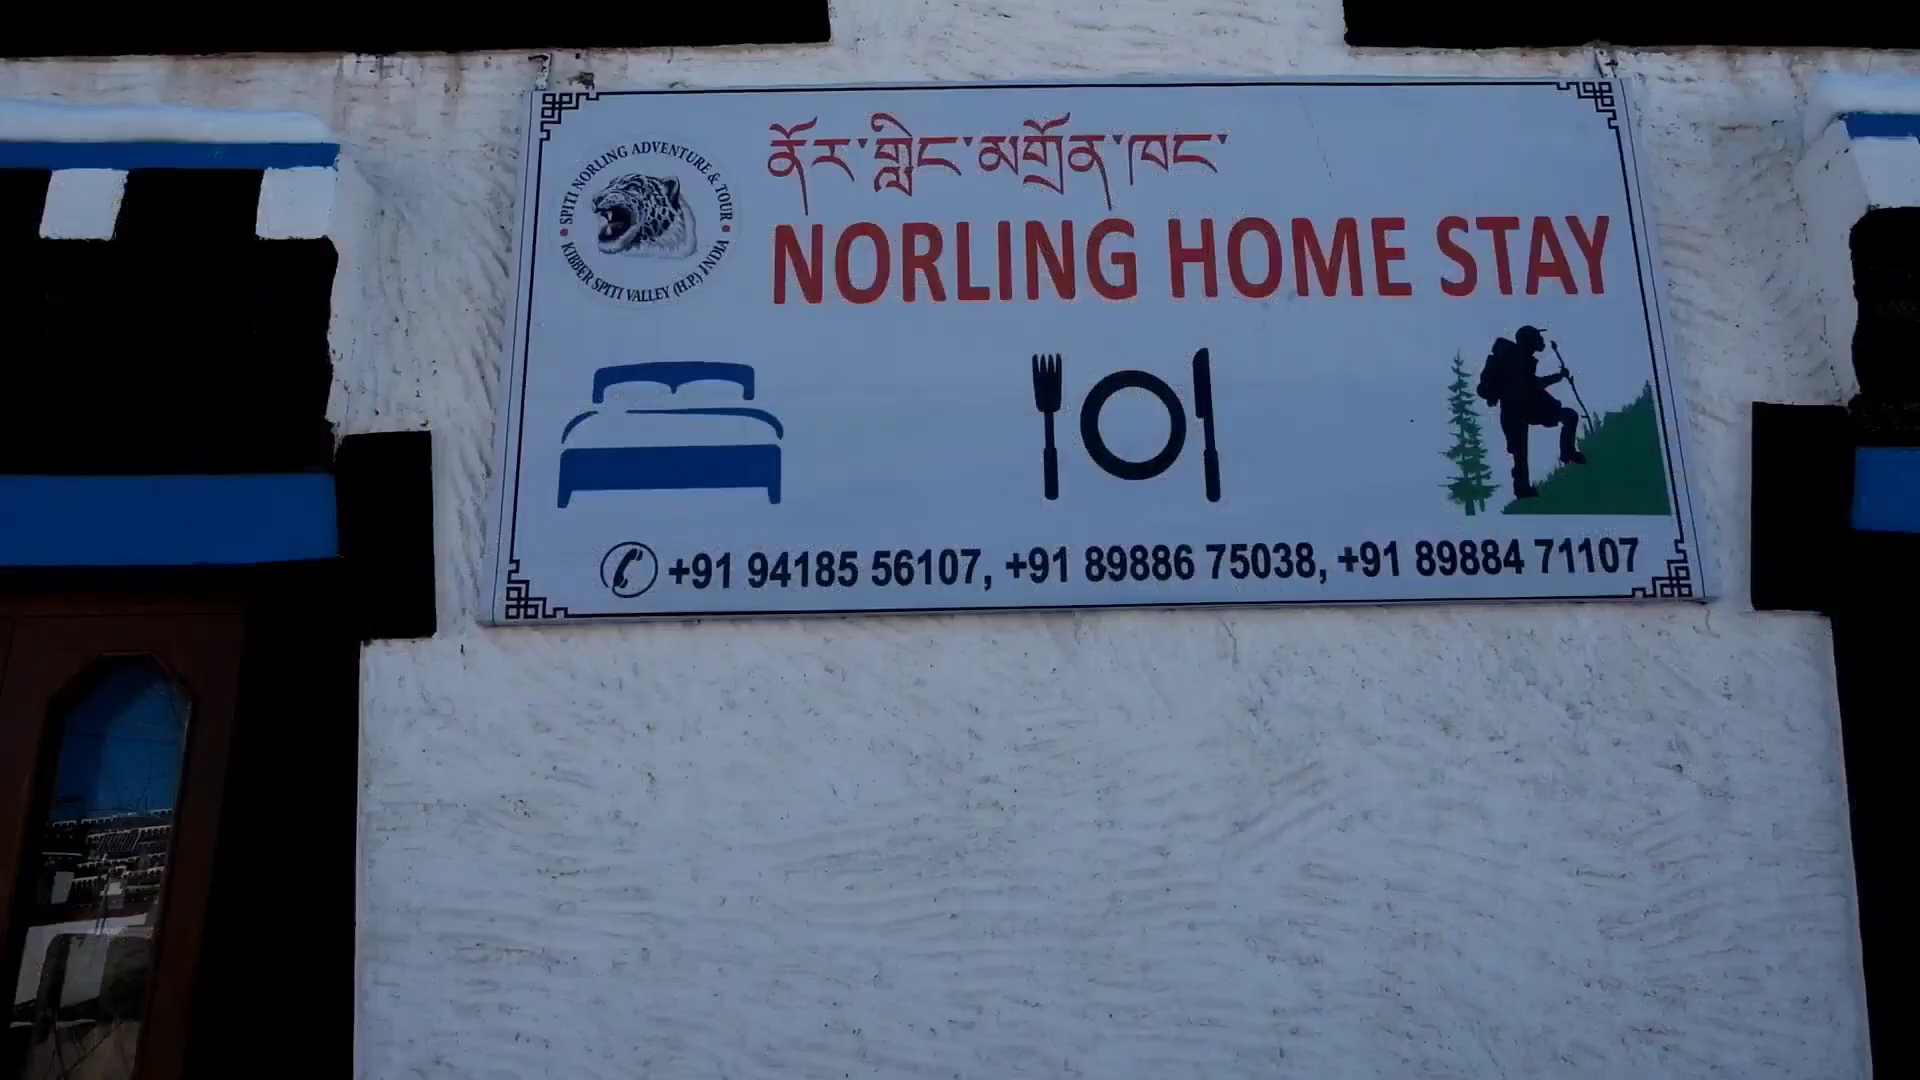 ནོར་གླིང་མགྲོན་ཁང་
SPITI NORLING ADVENTURE & TOUR
KIBBER SPITI VALLEY (H.P.) INDIA
NORLING HOME STAY
+91 94185 56107, +91 89886 75038, +91 89884 71107